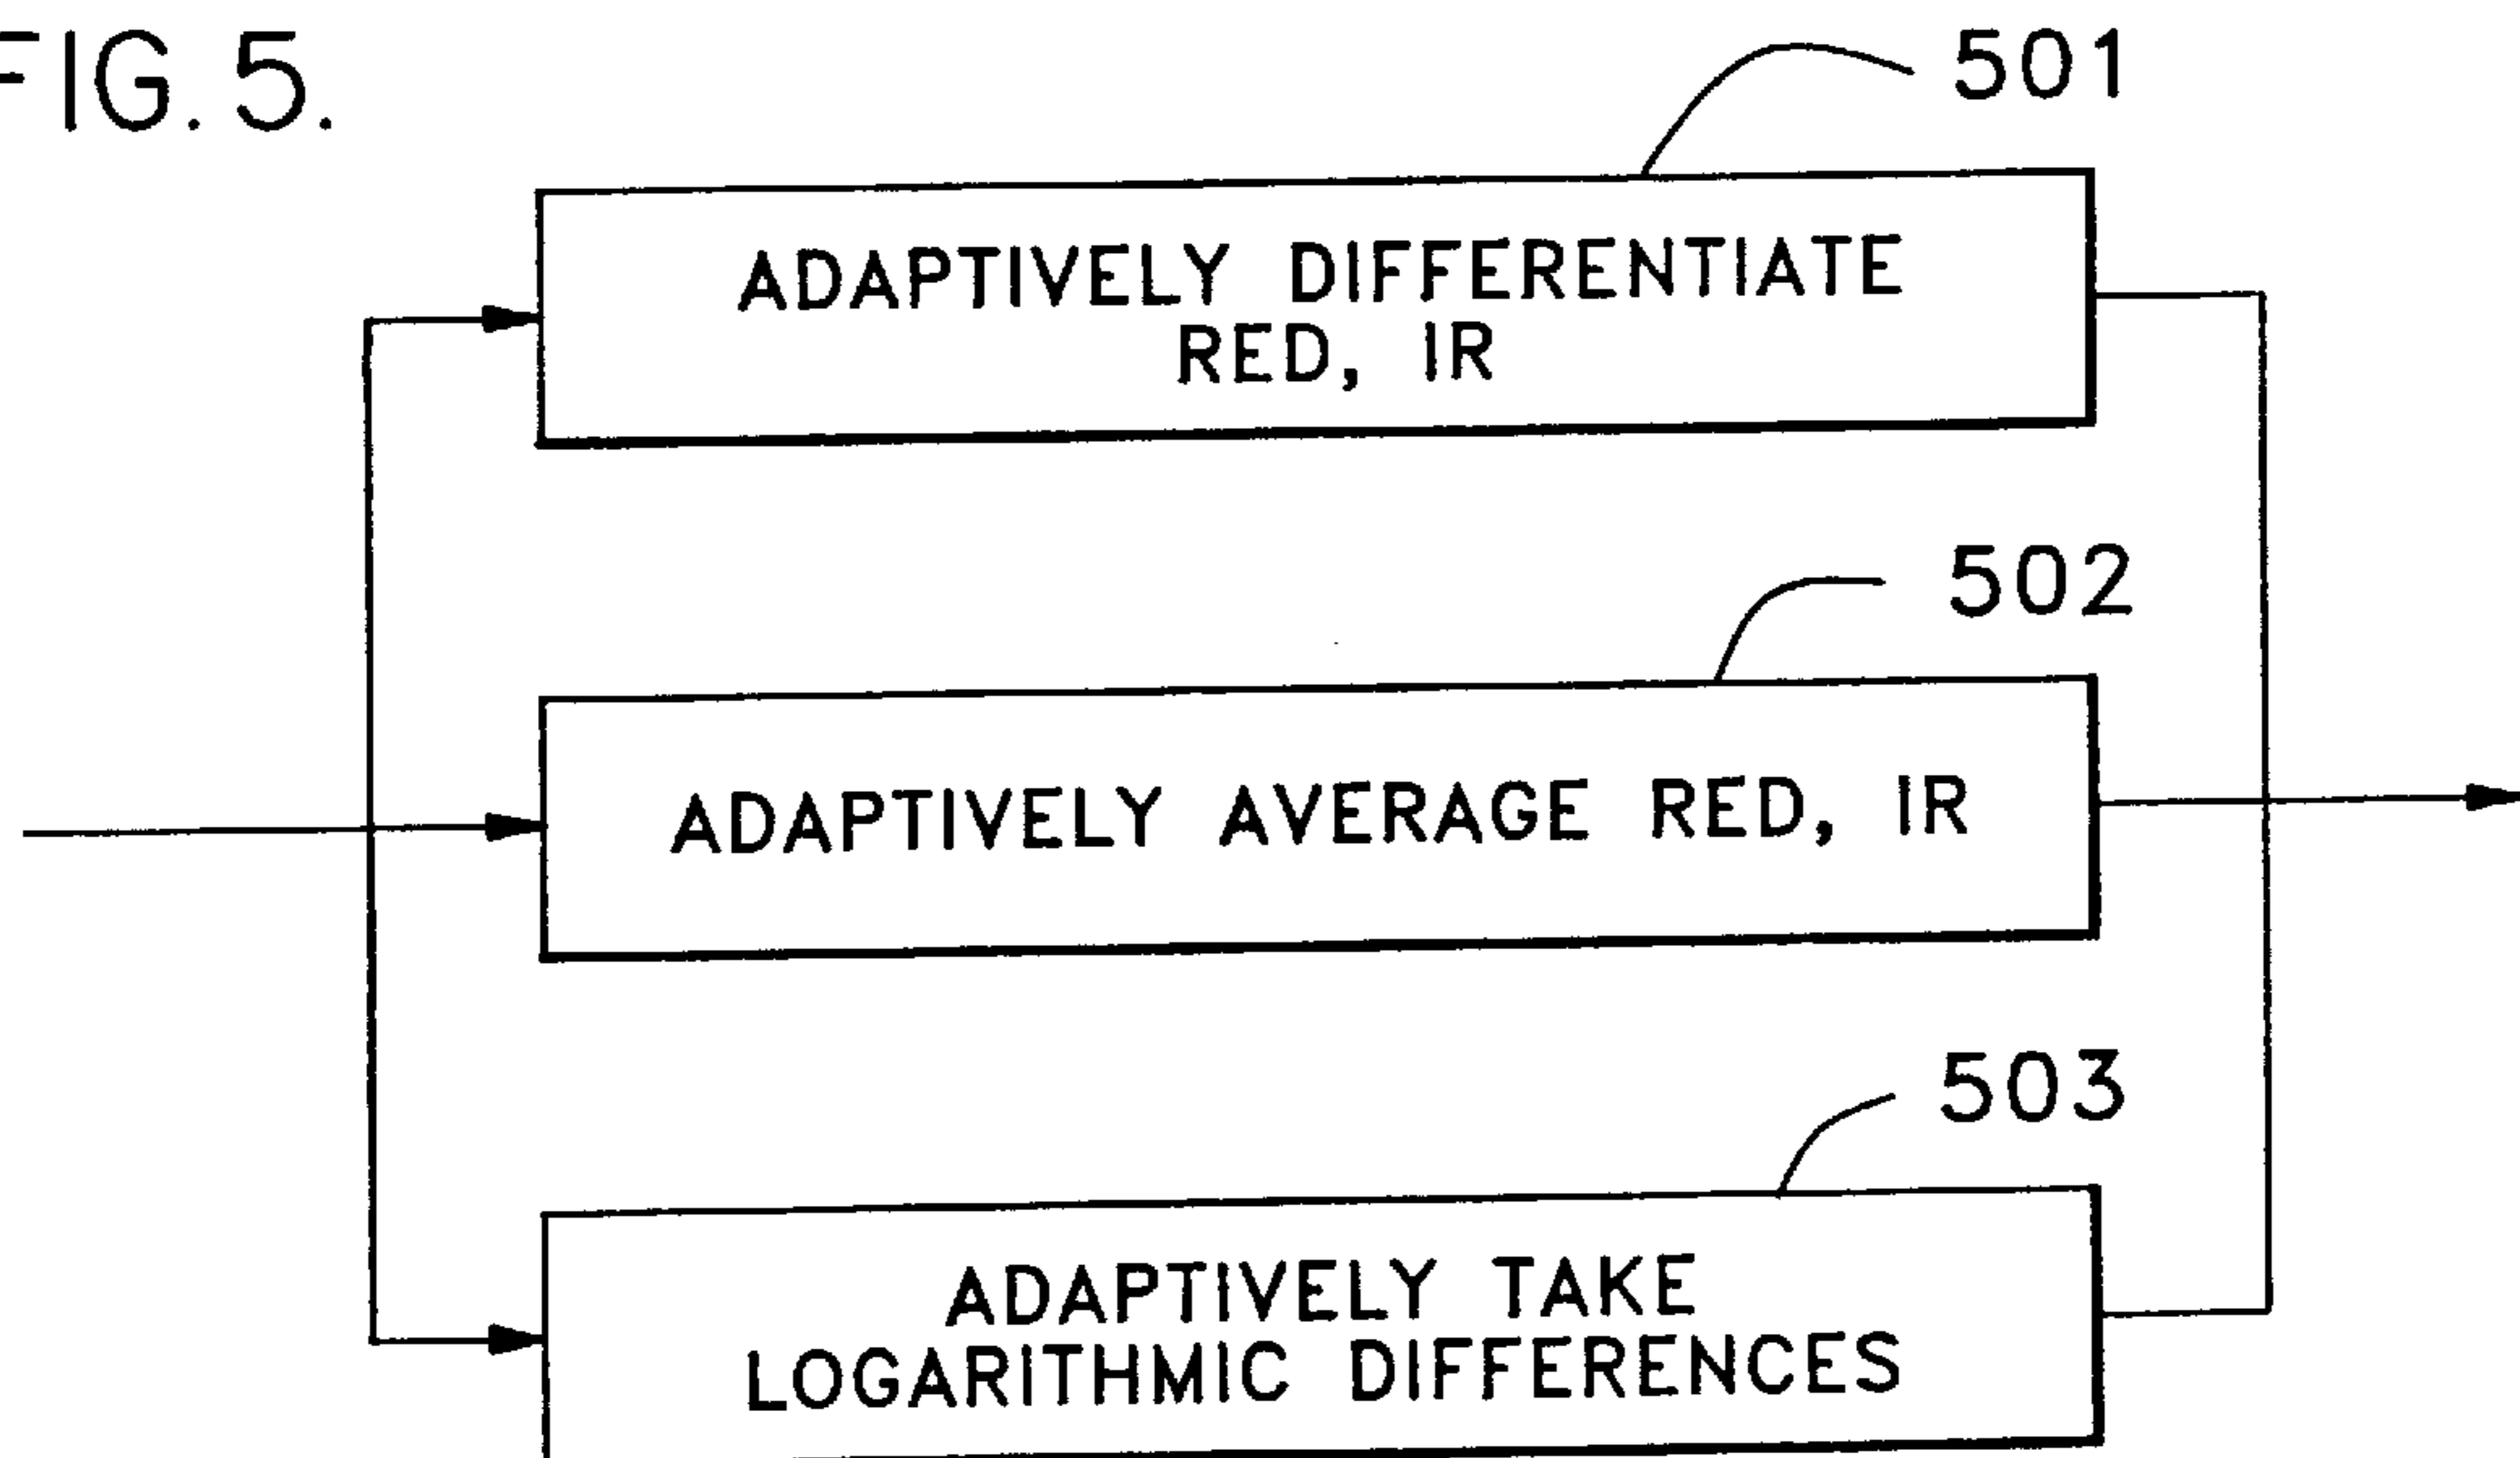 FIG. 5.
501
ADAPTIVELY DIFFERENTIATE
RED, IR
502
ADAPTIVELY AVERAGE RED, IR
503
ADAPTIVELY TAKE
LOGARITHMIC DIFFERENCES